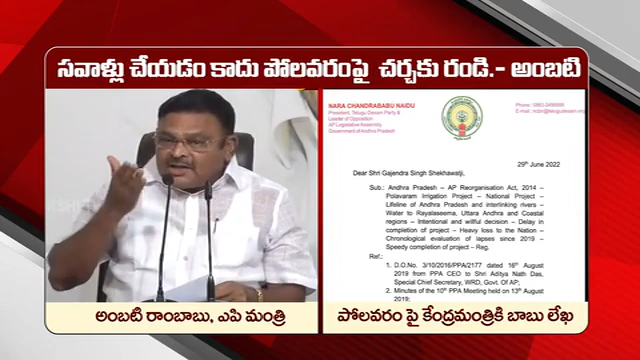 సవాళ్లు చేయడం కాదు పోలవరంపై చర్చకు రండి.- అంబటి
NARA CHANDRABABU NAIDU
President, Telugu Desam Party &
Leader of Opposition
AP Legislative Assembly
Government of Andhra Pradesh
29th June 2022
Dear Shri Gajendra Singh Shekhawatji,
Sub.: Andhra Pradesh – AP Reorganisation Act, 2014 –
Polavaram Irrigation Project – National Project –
Lifeline of Andhra Pradesh and interlinking rivers –
Water to Rayalaseema, Uttara Andhra and Coastal
regions – Intentional and willful decision – Delay in
completion of project – Heavy loss to the Nation –
Chronological evaluation of lapses since 2019 –
Speedy completion of project – Reg.
Ref.:
1. D.O.No. 3/10/2016/PPA/2177 dated 16th August
2019 from PPA CEO to Shri Aditya Nath Das,
Special Chief Secretary, WRD, Govt. Of AP;
2. Minutes of the 10th PPA Meeting held on 13th August
2019;
అంబటి రాంబాబు, ఎపి మంత్రి
పోలవరం పై కేంద్రమంత్రికి బాబు లేఖ